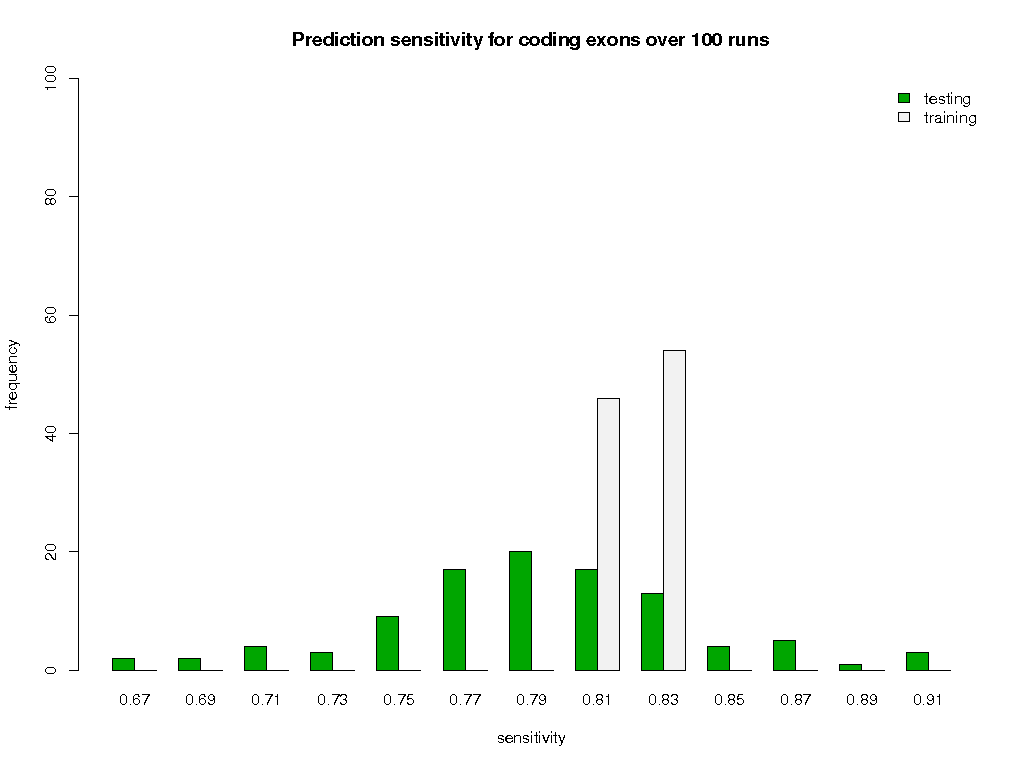 Prediction sensitivity for coding exons over 100 runs
testing
training
frequency
100
80
60
40
20
0
0.67 0.69 0.71 0.73 0.75 0.77 0.79 0.81 0.83 0.85 0.87 0.89 0.91
sensitivity